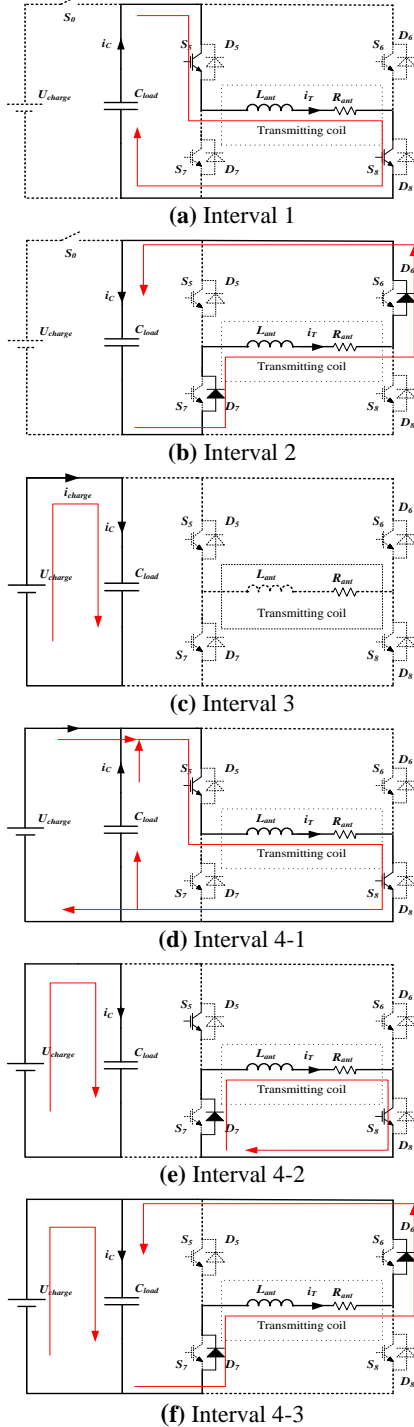 S0 S5 D5 S6 D6
iC
Ucharge Cload Lant iT Rant
Transmitting coil
S7 D7 S8 D8
(a) Interval 1
S0 S5 D5 S6 D6
iC
Ucharge Cload Lant iT Rant
Transmitting coil
S7 D7 S8 D8
(b) Interval 2
icharge
iC S5 D5 S6 D6
Ucharge Cload Lant Rant
Transmitting coil
S7 D7 S8 D8
(c) Interval 3
iC S5 D5 S6 D6
Ucharge Cload Lant iT Rant
Transmitting coil
S7 D7 S8 D8
(d) Interval 4-1
iC S5 D5 S6 D6
Ucharge Cload Lant iT Rant
Transmitting coil
S7 D7 S8 D8
(e) Interval 4-2
iC S5 D5 S6 D6
Ucharge Cload Lant iT Rant
Transmitting coil
S7 D7 S8 D8
(f) Interval 4-3